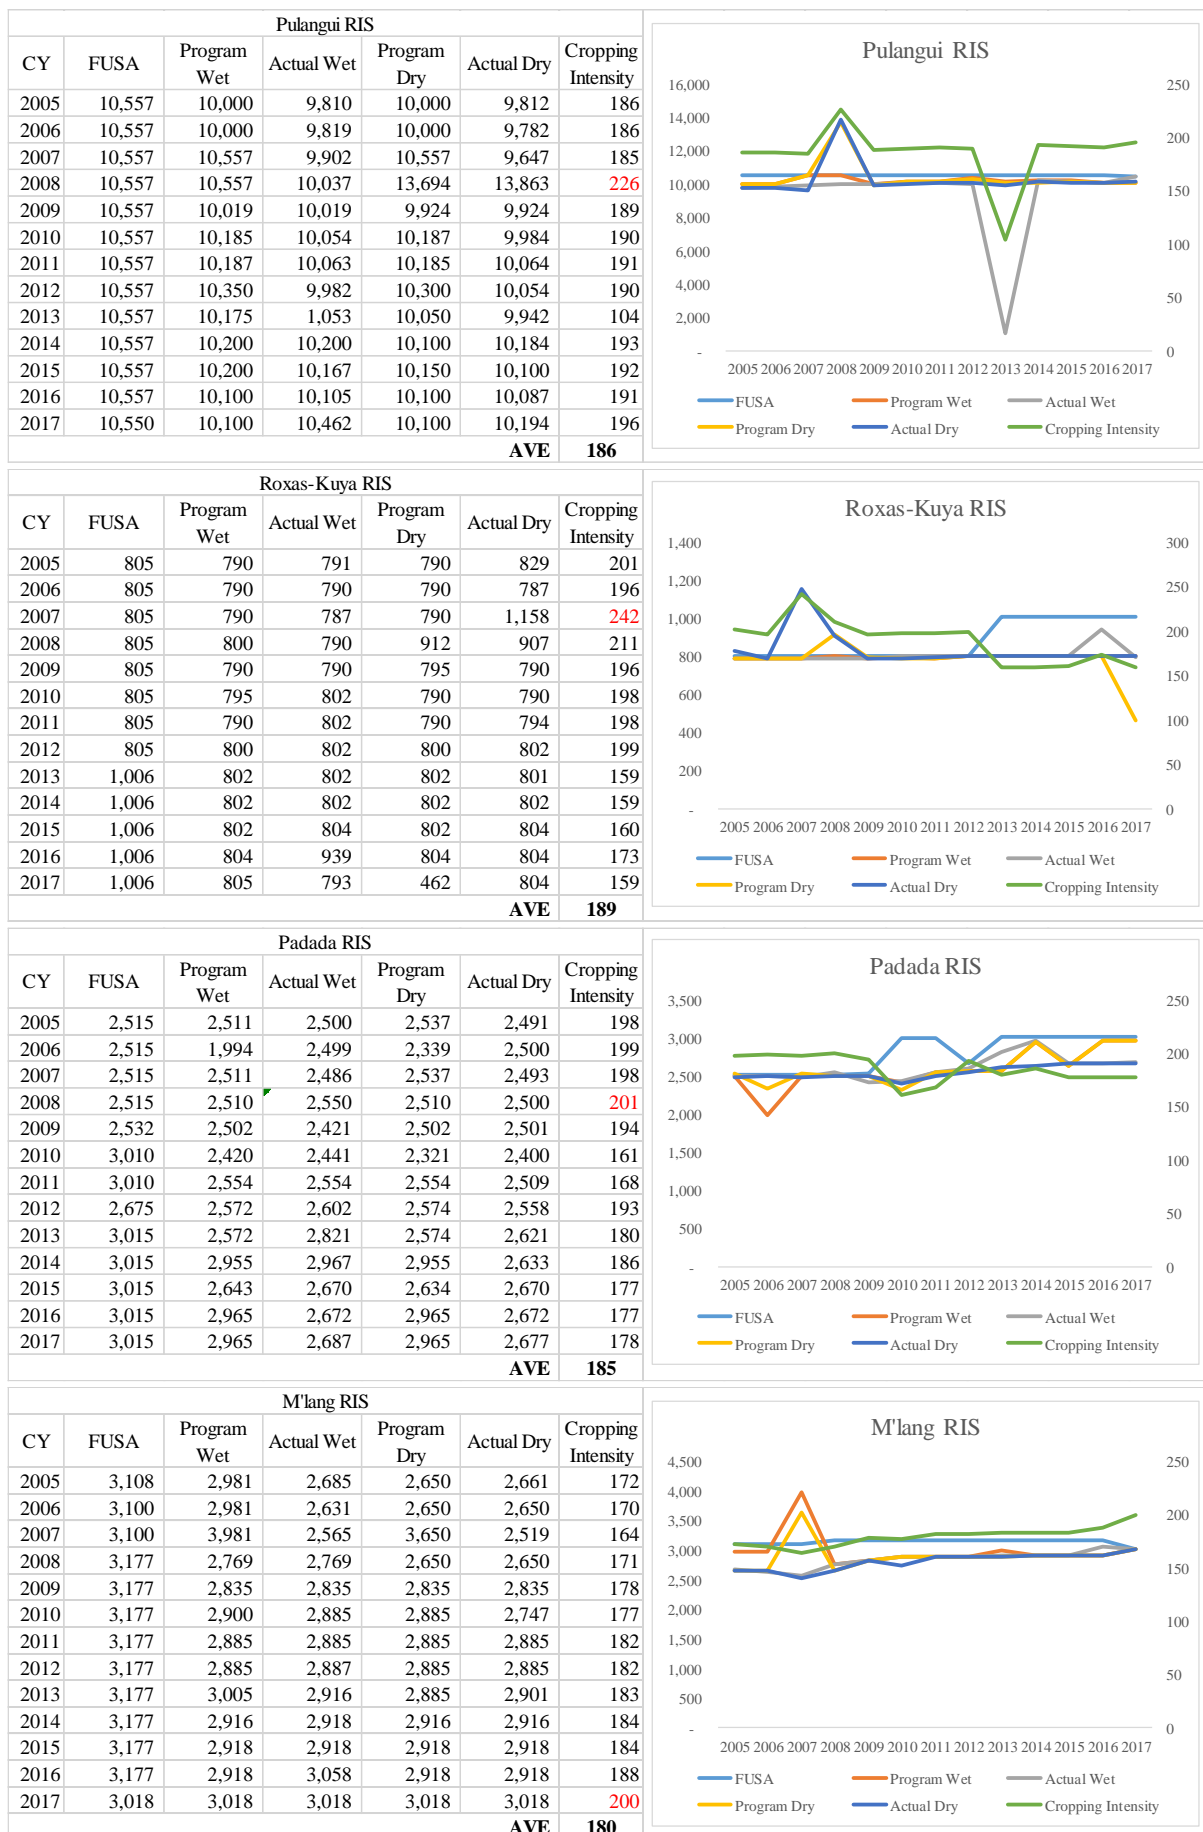 Pulangui RIS
CY FUSA Program Wet Actual Wet Program Dry Actual Dry Cropping Intensity
2005 10,557 10,000 9,810 10,000 9,812 186
2006 10,557 10,000 9,819 10,000 9,782 186
2007 10,557 10,557 9,902 10,557 9,647 185
2008 10,557 10,557 10,037 13,694 13,863 226
2009 10,557 10,019 10,019 9,924 9,924 189
2010 10,557 10,185 10,054 10,187 9,984 190
2011 10,557 10,187 10,063 10,185 10,064 191
2012 10,557 10,350 9,982 10,300 10,054 190
2013 10,557 10,175 1,053 10,050 9,942 104
2014 10,557 10,200 10,200 10,100 10,184 193
2015 10,557 10,200 10,167 10,150 10,100 192
2016 10,557 10,100 10,105 10,100 10,087 191
2017 10,550 10,100 10,462 10,100 10,194 196
AVE 186
Pulangui RIS
16,000 250
14,000
12,000 200
10,000 150
8,000
6,000 100
4,000
2,000 50
- 0
2005 2006 2007 2008 2009 2010 2011 2012 2013 2014 2015 2016 2017
FUSA Program Wet Actual Wet
Program Dry Actual Dry Cropping Intensity
Roxas-Kuya RIS
CY FUSA Program Wet Actual Wet Program Dry Actual Dry Cropping Intensity
2005 805 790 791 790 829 201
2006 805 790 790 790 787 196
2007 805 790 787 790 1,158 242
2008 805 800 790 912 907 211
2009 805 790 790 795 790 196
2010 805 795 802 790 790 198
2011 805 790 802 790 794 198
2012 805 800 802 800 802 199
2013 1,006 802 802 802 801 159
2014 1,006 802 802 802 802 159
2015 1,006 802 804 802 804 160
2016 1,006 804 939 804 804 173
2017 1,006 805 793 462 804 159
AVE 189
Roxas-Kuya RIS
1,400 300
1,200 250
1,000 200
800
600 150
400 100
200 50
- 0
2005 2006 2007 2008 2009 2010 2011 2012 2013 2014 2015 2016 2017
FUSA Program Wet Actual Wet
Program Dry Actual Dry Cropping Intensity
Padada RIS
CY FUSA Program Wet Actual Wet Program Dry Actual Dry Cropping Intensity
2005 2,515 2,511 2,500 2,537 2,491 198
2006 2,515 1,994 2,499 2,339 2,500 199
2007 2,515 2,511 2,486 2,537 2,493 198
2008 2,515 2,510 2,550 2,510 2,500 201
2009 2,532 2,502 2,421 2,502 2,501 194
2010 3,010 2,420 2,441 2,321 2,400 161
2011 3,010 2,554 2,554 2,554 2,509 168
2012 2,675 2,572 2,602 2,574 2,558 193
2013 3,015 2,572 2,821 2,574 2,621 180
2014 3,015 2,955 2,967 2,955 2,633 186
2015 3,015 2,643 2,670 2,634 2,670 177
2016 3,015 2,965 2,672 2,965 2,672 177
2017 3,015 2,965 2,687 2,965 2,677 178
AVE 185
Padada RIS
3,500 250
3,000
2,500 200
2,000 150
1,500
1,000 100
500 50
- 0
2005 2006 2007 2008 2009 2010 2011 2012 2013 2014 2015 2016 2017
FUSA Program Wet Actual Wet
Program Dry Actual Dry Cropping Intensity
M'lang RIS
CY FUSA Program Wet Actual Wet Program Dry Actual Dry Cropping Intensity
2005 3,108 2,981 2,685 2,650 2,661 172
2006 3,100 2,981 2,631 2,650 2,650 170
2007 3,100 3,981 2,565 3,650 2,519 164
2008 3,177 2,769 2,769 2,650 2,650 171
2009 3,177 2,835 2,835 2,835 2,835 178
2010 3,177 2,900 2,885 2,885 2,747 177
2011 3,177 2,885 2,885 2,885 2,885 182
2012 3,177 2,885 2,887 2,885 2,885 182
2013 3,177 3,005 2,916 2,885 2,901 183
2014 3,177 2,916 2,918 2,916 2,916 184
2015 3,177 2,918 2,918 2,918 2,918 184
2016 3,177 2,918 3,058 2,918 2,918 188
2017 3,018 3,018 3,018 3,018 3,018 200
AVE 180
M'lang RIS
4,500 250
4,000
3,500 200
3,000
2,500 150
2,000
1,500 100
1,000
500 50
- 0
2005 2006 2007 2008 2009 2010 2011 2012 2013 2014 2015 2016 2017
FUSA Program Wet Actual Wet
Program Dry Actual Dry Cropping Intensity